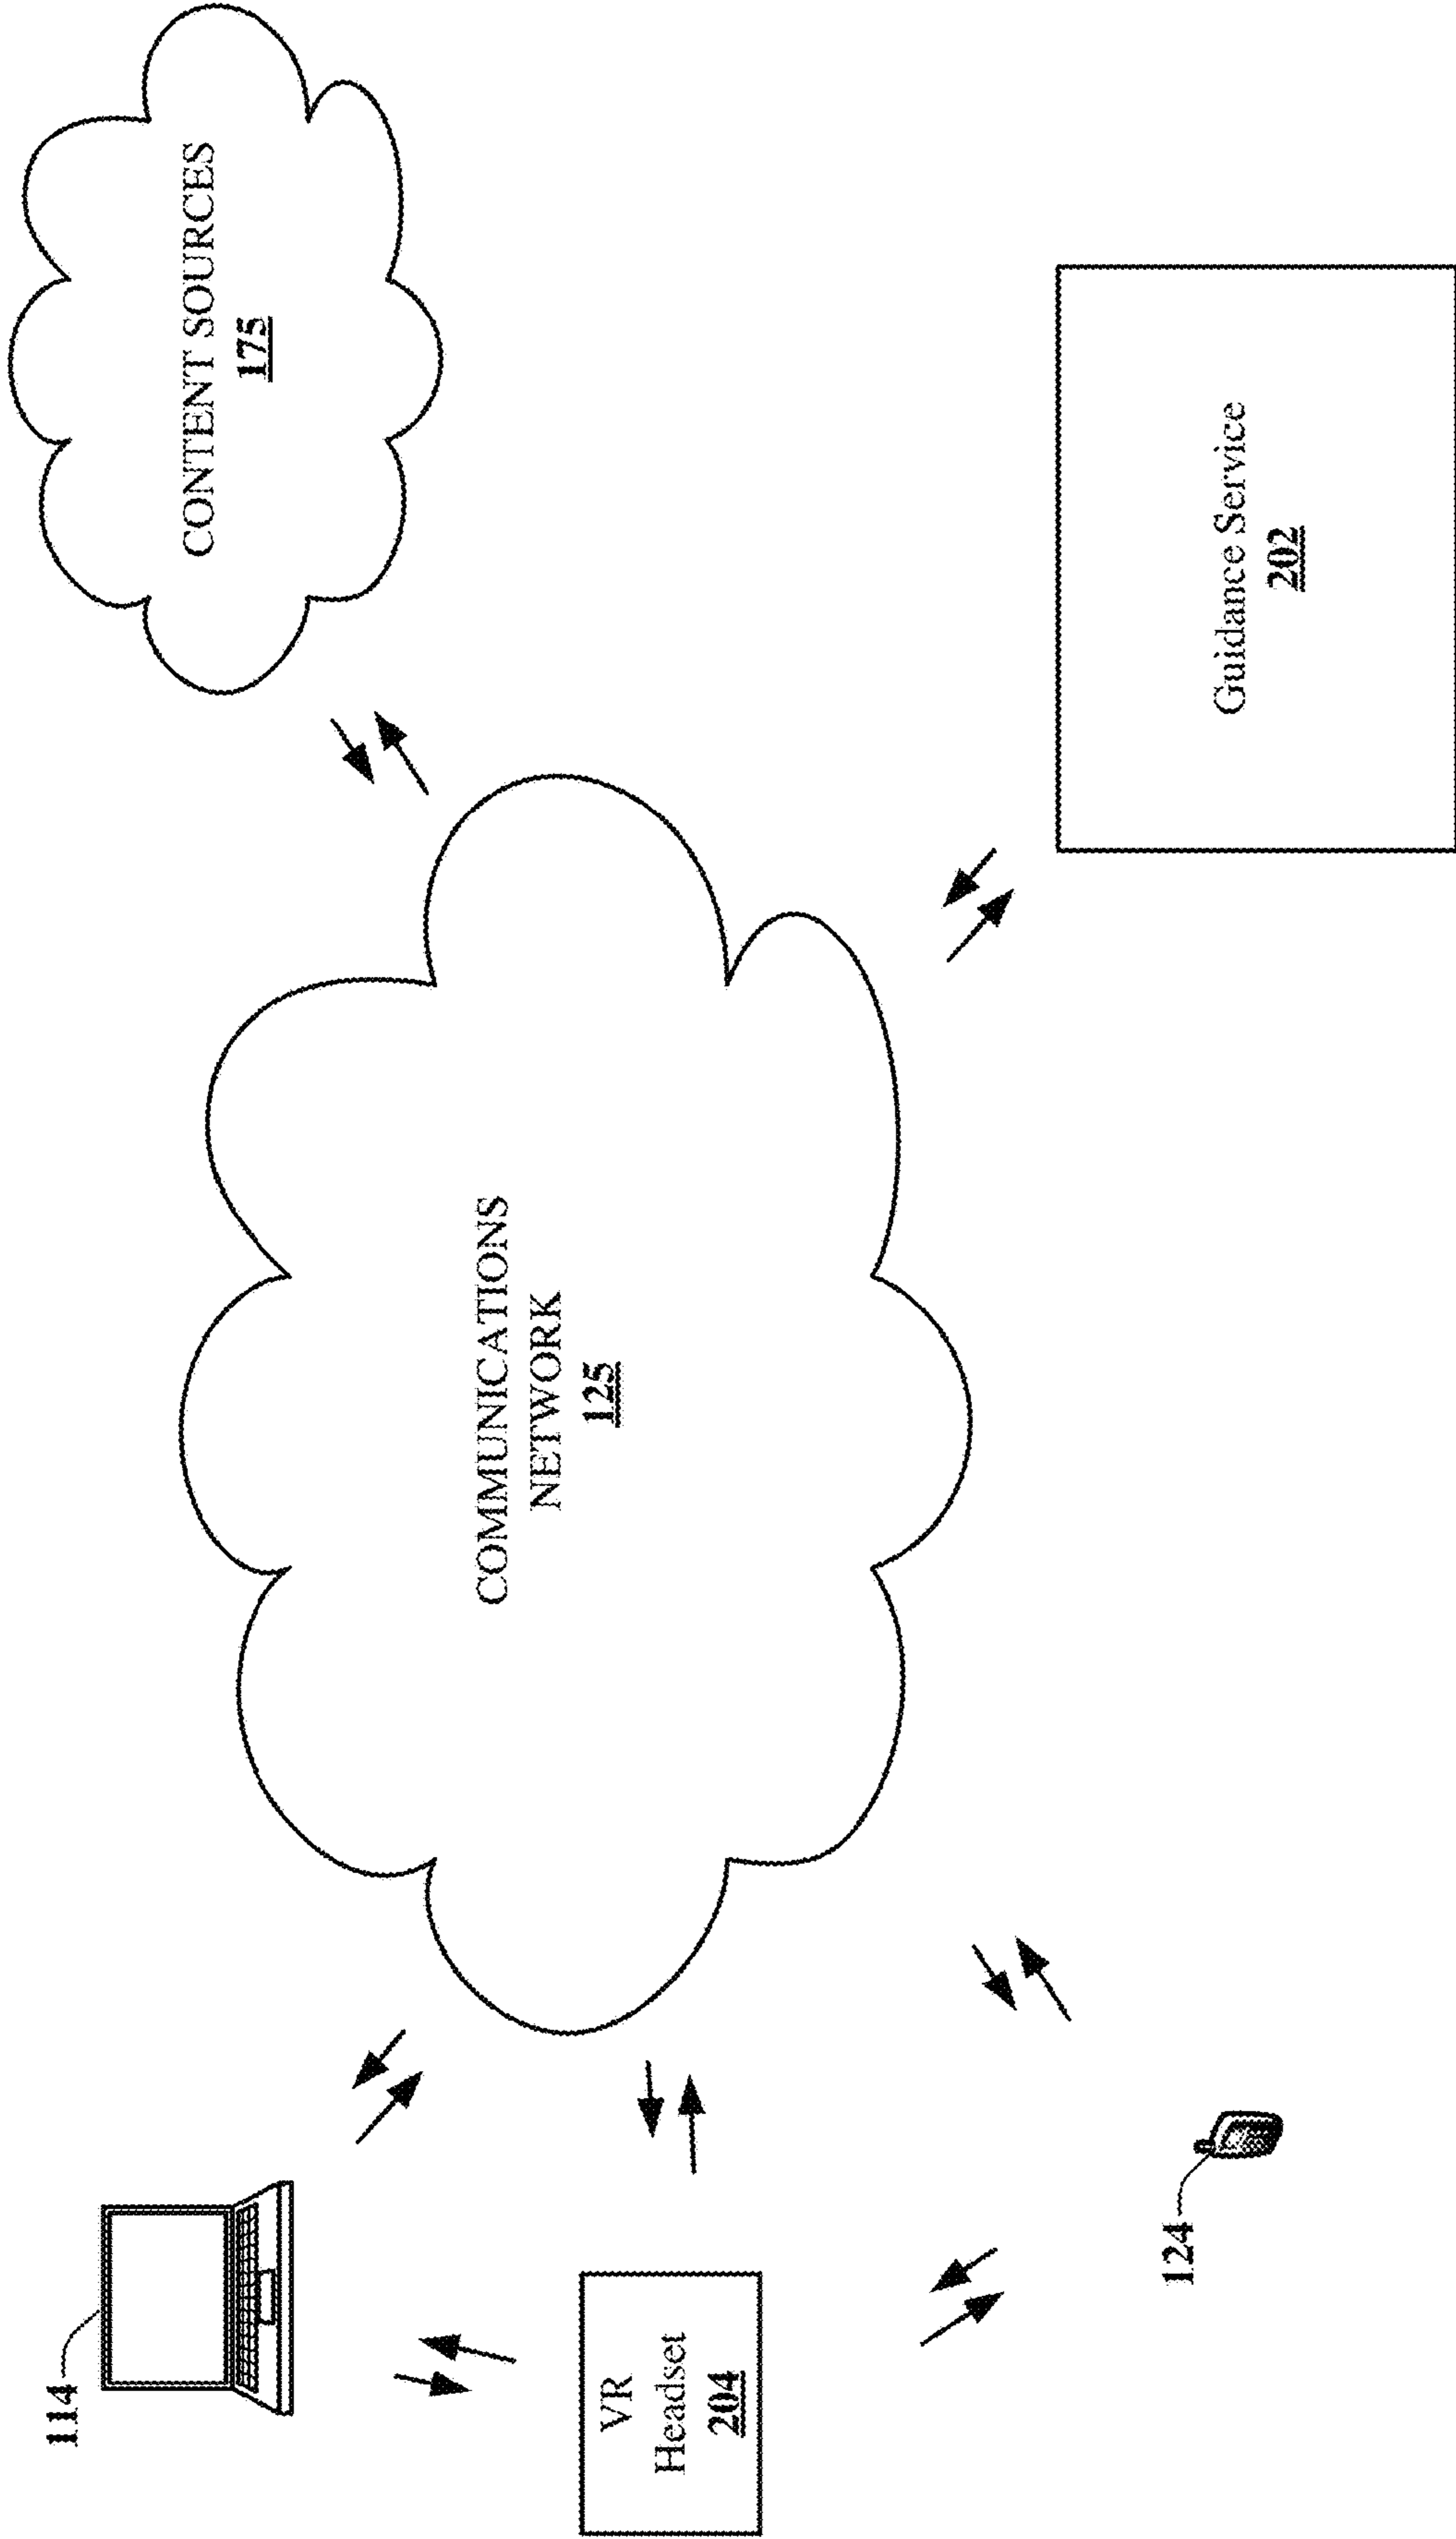 114
VR
Headset
204
124
COMMUNICATIONS
NETWORK
125
CONTENT SOURCES
175
Guidance Service
202